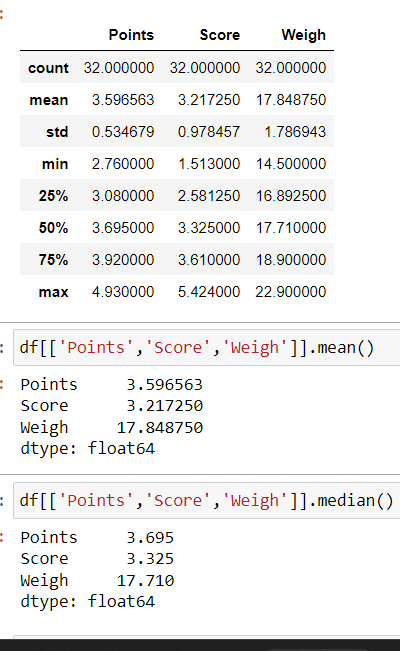 :
Points Score Weigh
count 32.000000 32.000000 32.000000
mean 3.596563 3.217250 17.848750
std 0.534679 0.978457 1.786943
min 2.760000 1.513000 14.500000
25% 3.080000 2.581250 16.892500
50% 3.695000 3.325000 17.710000
75% 3.920000 3.610000 18.900000
max 4.930000 5.424000 22.900000
: df[['Points','Score','Weigh']].mean()
: Points 3.596563
Score 3.217250
Weigh 17.848750
dtype: float64
: df[['Points','Score','Weigh']].median()
: Points 3.695
Score 3.325
Weigh 17.710
dtype: float64